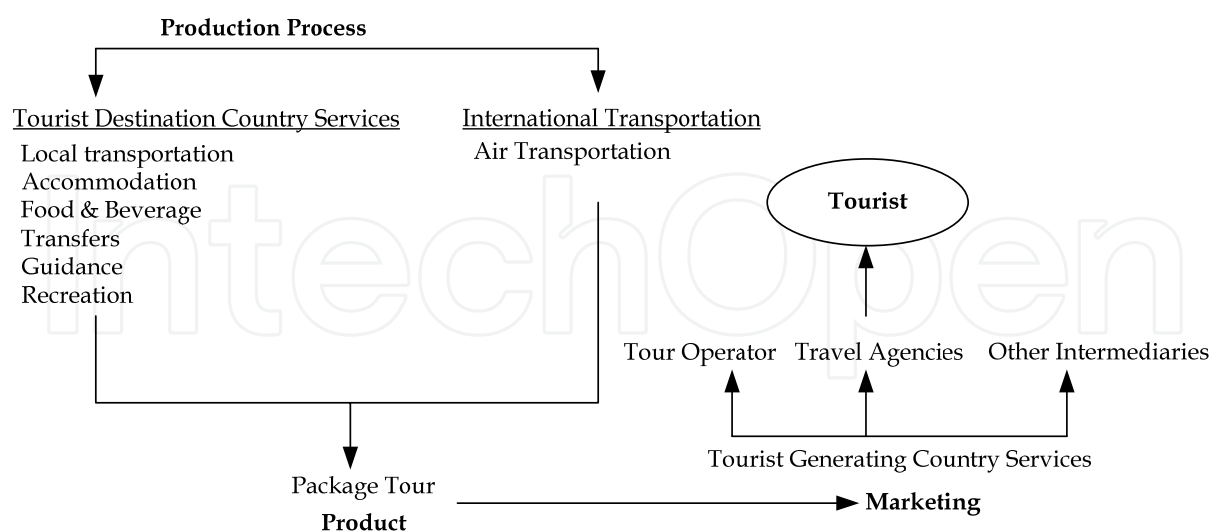 Production Process
Tourist Destination Country Services
Local transportation
Accommodation
Food & Beverage
Transfers
Guidance
Recreation
International Transportation
Air Transportation
Tourist
Tour Operator
Travel Agencies
Other Intermediaries
Tourist Generating Country Services
Package Tour
Product
Marketing
IntechOpen